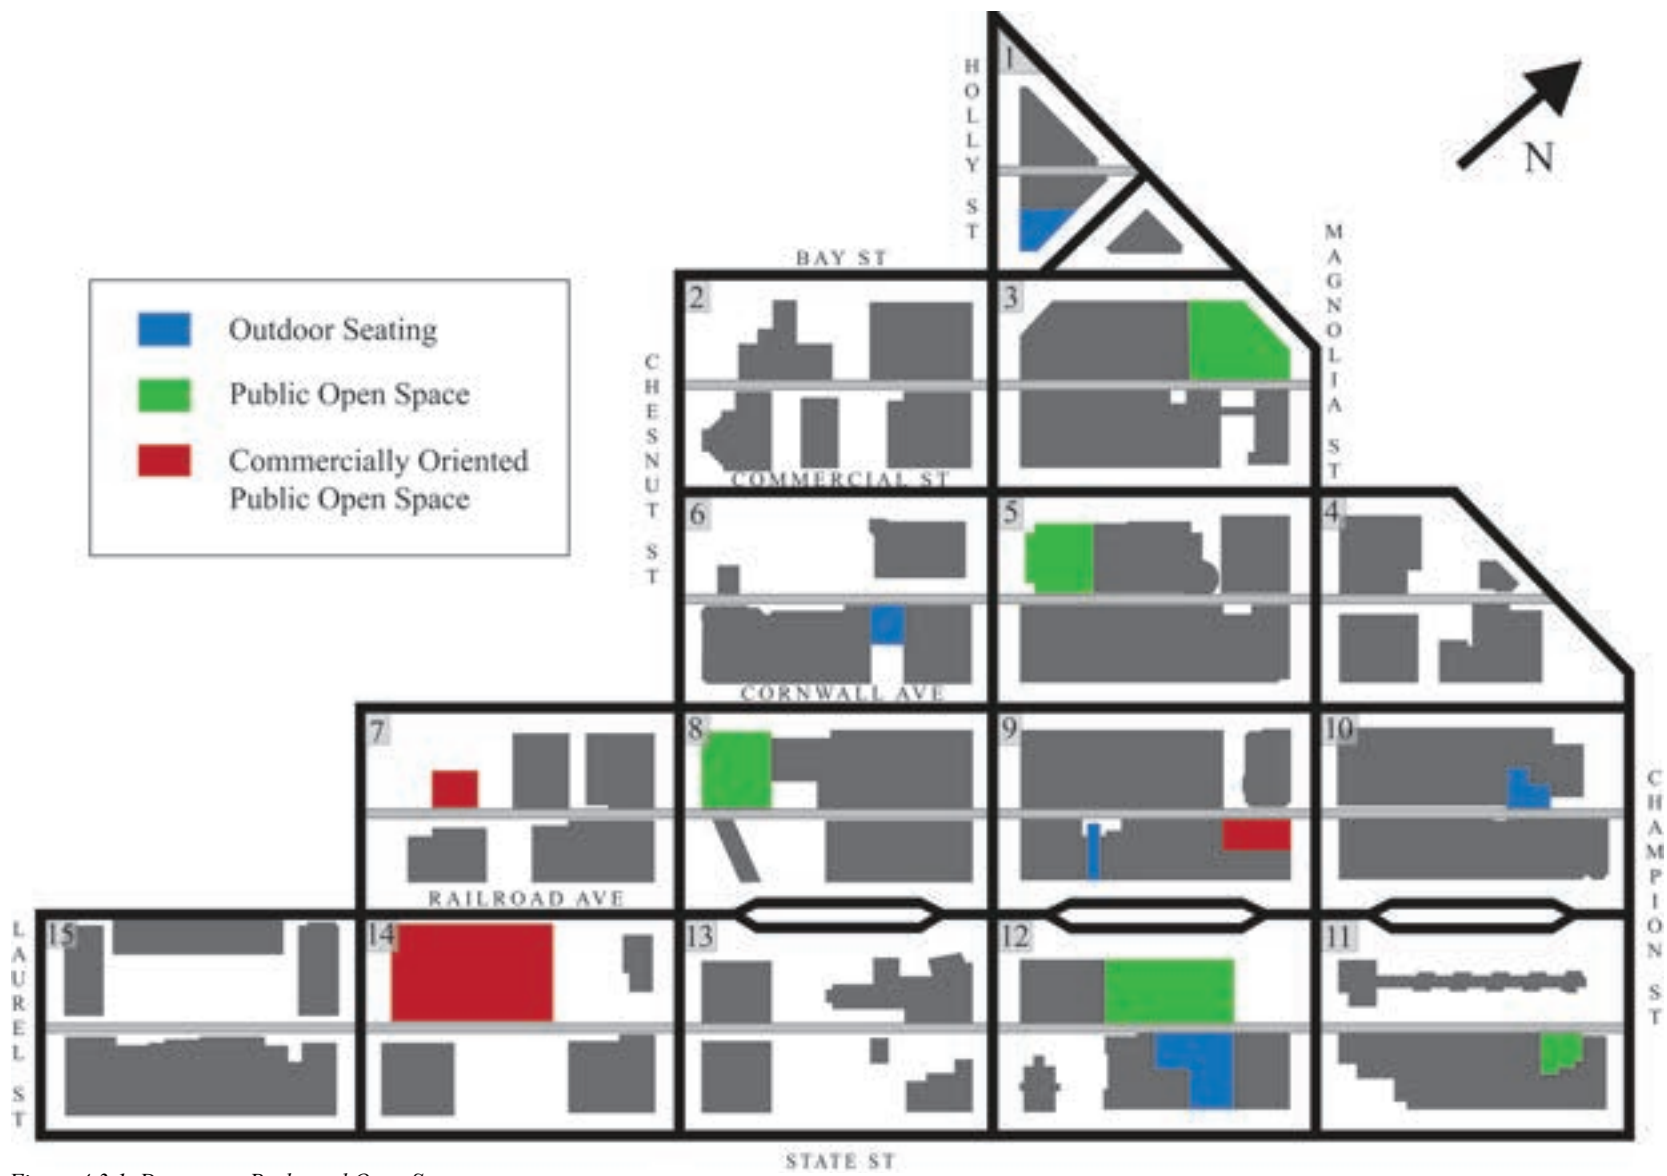 1
HOLLY ST
N
MAGNOLIA ST
BAY ST
2
3
Outdoor Seating
Public Open Space
Commercially Oriented
Public Open Space
CHESNUT ST
COMMERCIAL ST
6
5
4
CORNWALL AVE
7
8
9
10
CHAMPION ST
RAILROAD AVE
LAUREL ST
15
14
13
12
11
STATE ST